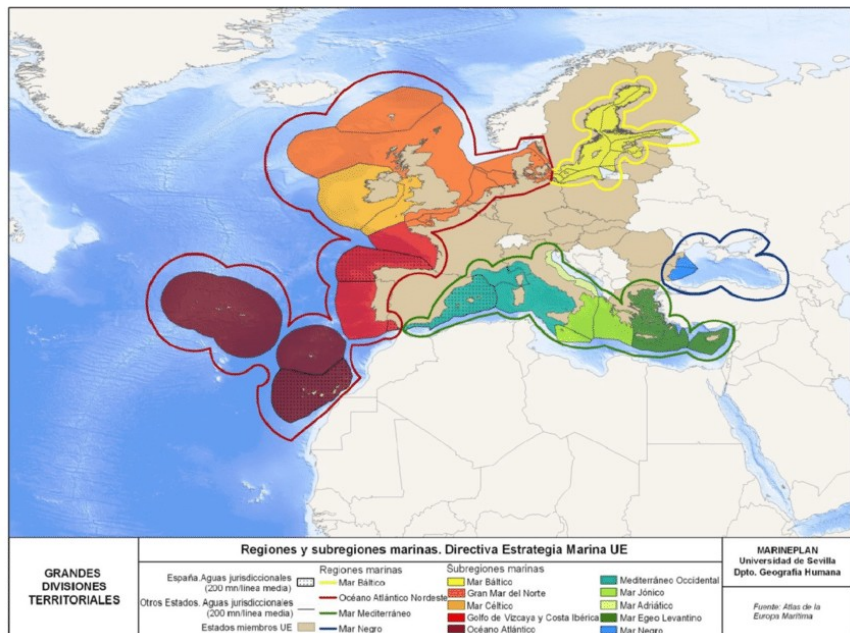 GRANDES
DIVISIONES
TERRITORIALES
Regiones y subregiones marinas. Directiva Estrategia Marina UE
España.Aguas jurisdiccionales
(200 mn/línea media)
Otros Estados. Aguas jurisdiccionales
(200 mn/línea media)
Estados miembros UE
Regiones marinas
Mar Báltico
Océano Atlántico Nordeste
Mar Mediterráneo
Mar Negro
Subregiones marinas
Mar Báltico
Gran Mar del Norte
Mar Céltico
Golfo de Vizcaya y Costa Ibérica
Océano Atlántico
Mediterráneo Occidental
Mar Jónico
Mar Adriático
Mar Egeo Levantino
Mar Negro
MARINEPLAN
Universidad de Sevilla
Dpto. Geografía Humana
Fuente: Atlas de la
Europa Marítima